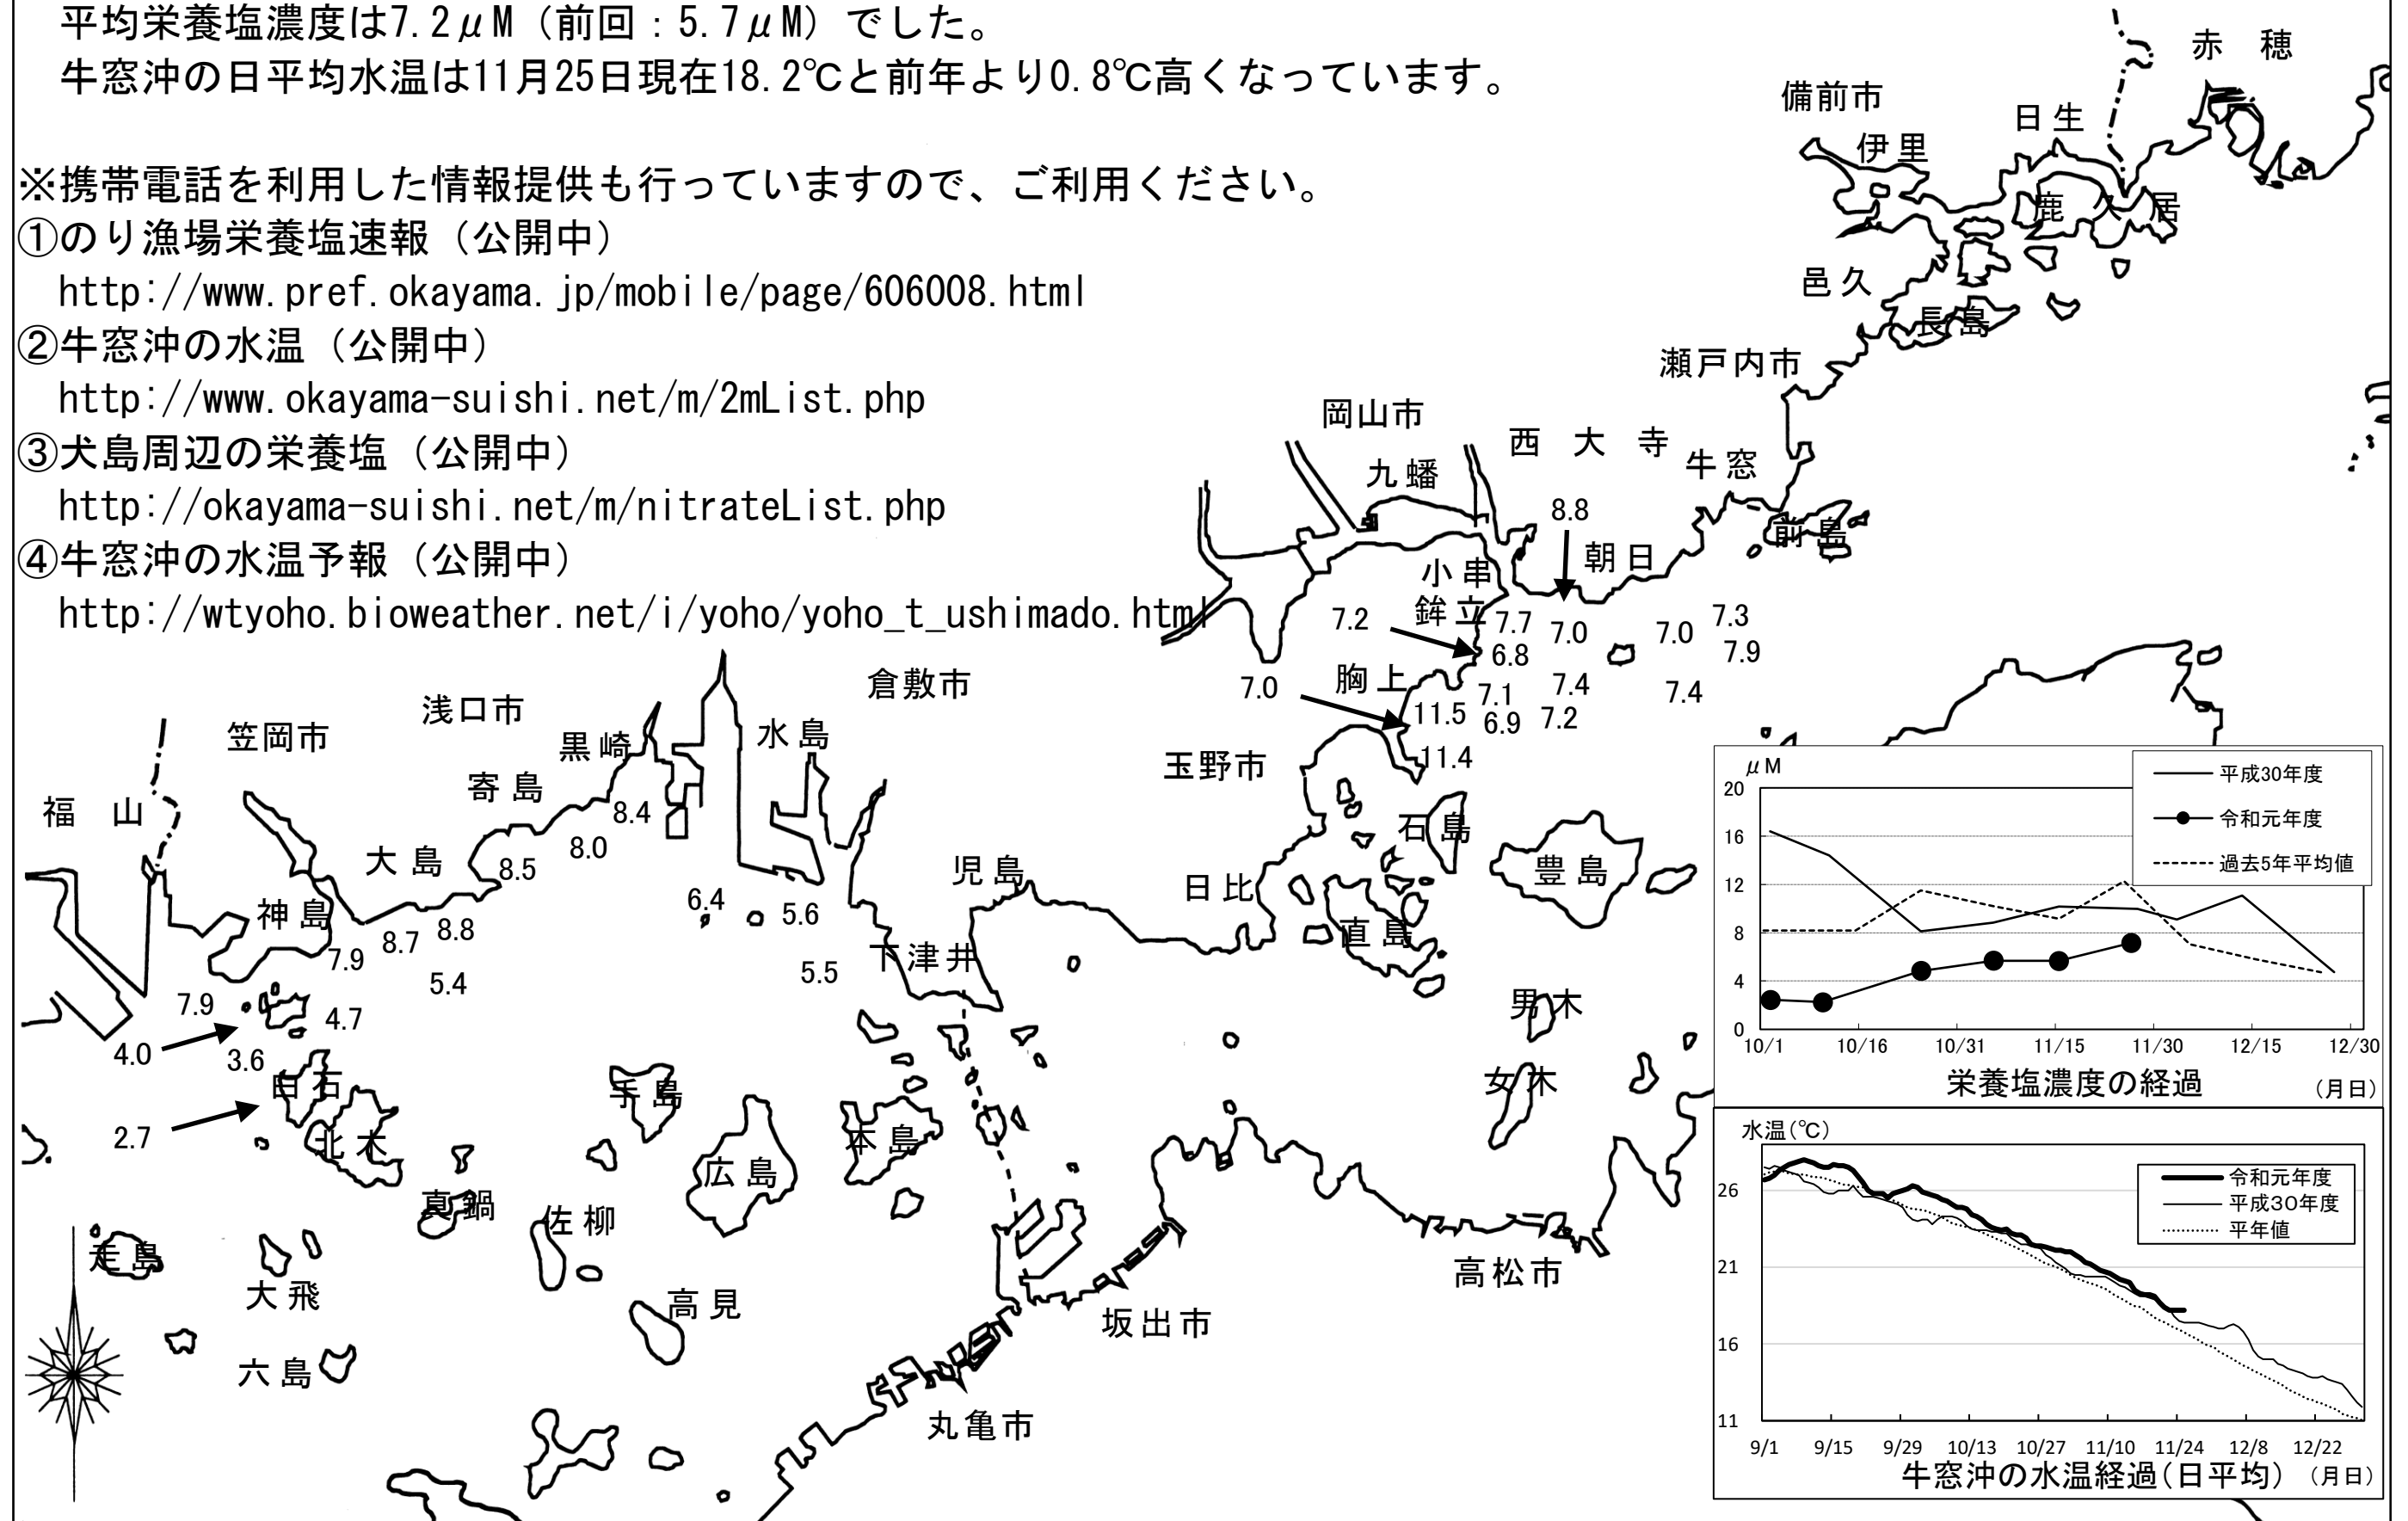 平均栄養塩濃度は7.2μM（前回：5.7μM）でした。
牛窓沖の日平均水温は11月25日現在18.2℃と前年より0.8℃高くなっています。
※携帯電話を利用した情報提供も行っていますので、ご利用ください。
①のり漁場栄養塩速報（公開中）
http://www.pref.okayama.jp/mobile/page/606008.html
②牛窓沖の水温（公開中）
http://www.okayama-suishi.net/m/2mList.php
③犬島周辺の栄養塩（公開中）
http://okayama-suishi.net/m/nitrateList.php
④牛窓沖の水温予報（公開中）
http://wtyoho.bioweather.net/i/yoho/yoho_t_ushimado.html
赤 穂
備前市
日生
伊里
鹿 久 居
邑久
長島
瀬戸内市
岡山市
西 大 寺
九蟠
牛窓
8.8
前島
朝日
小串
鉾立
7.2
7.7
7.0
7.0
7.3
6.8
7.9
胸上
7.0
7.1
7.4
7.4
11.5
6.9
7.2
11.4
倉敷市
浅口市
笠岡市
黒崎
水島
玉野市
寄島
福 山
8.4
石島
8.0
大島
8.5
児島
豊島
日比
6.4
5.6
神島
8.8
8.7
直島
7.9
下津井
5.5
5.4
7.9
4.7
男木
4.0
3.6
白石
手島
女木
2.7
北木
本島
広島
真鍋
佐柳
走島
大飛
高松市
高見
坂出市
六島
丸亀市
μM
平成30年度
令和元年度
過去5年平均値
20
16
12
8
4
0
10/1 10/16 10/31 11/15 11/30 12/15 12/30
栄養塩濃度の経過 （月日）
水温(℃)
令和元年度
平成30年度
平年値
26
21
16
11
9/1 9/15 9/29 10/13 10/27 11/10 11/24 12/8 12/22
牛窓沖の水温経過(日平均) （月日）